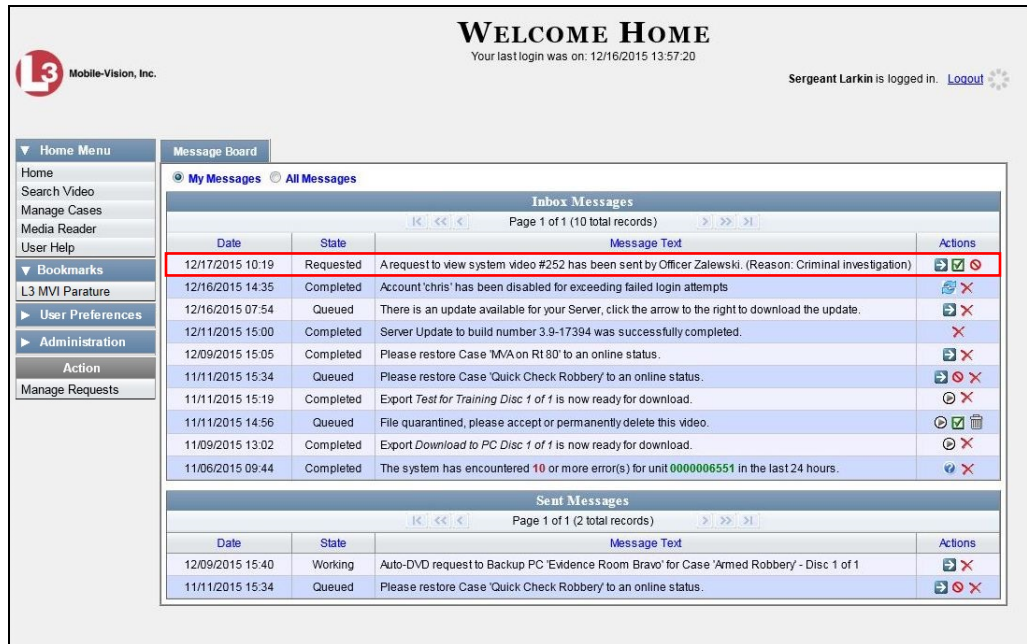 WELCOME HOME
Your last login was on: 12/16/2015 13:57:20
L3 Mobile-Vision, Inc.
Sergeant Larkin is logged in. Logout
Home Menu
Home
Search Video
Manage Cases
Media Reader
User Help
Bookmarks
L3 MVI Parature
User Preferences
Administration
Action
Manage Requests
Message Board
My Messages All Messages
Inbox Messages
Page 1 of 1 (10 total records)
Date State Message Text Actions
12/17/2015 10:19 Requested A request to view system video #252 has been sent by Officer Zalewski. (Reason: Criminal investigation)
12/16/2015 14:35 Completed Account 'chris' has been disabled for exceeding failed login attempts
12/16/2015 07:54 Queued There is an update available for your Server, click the arrow to the right to download the update.
12/11/2015 15:00 Completed Server Update to build number 3.9-17394 was successfully completed.
12/09/2015 15:05 Completed Please restore Case 'MVA on Rt 80' to an online status.
11/11/2015 15:34 Queued Please restore Case 'Quick Check Robbery' to an online status.
11/11/2015 15:19 Completed Export Test for Training Disc 1 of 1 is now ready for download.
11/11/2015 14:56 Queued File quarantined, please accept or permanently delete this video.
11/09/2015 13:02 Completed Export Download to PC Disc 1 of 1 is now ready for download.
11/06/2015 09:44 Completed The system has encountered 10 or more error(s) for unit 0000006551 in the last 24 hours.
Sent Messages
Page 1 of 1 (2 total records)
Date State Message Text Actions
12/09/2015 15:40 Working Auto-DVD request to Backup PC 'Evidence Room Bravo' for Case 'Armed Robbery' - Disc 1 of 1
11/11/2015 15:34 Queued Please restore Case 'Quick Check Robbery' to an online status.